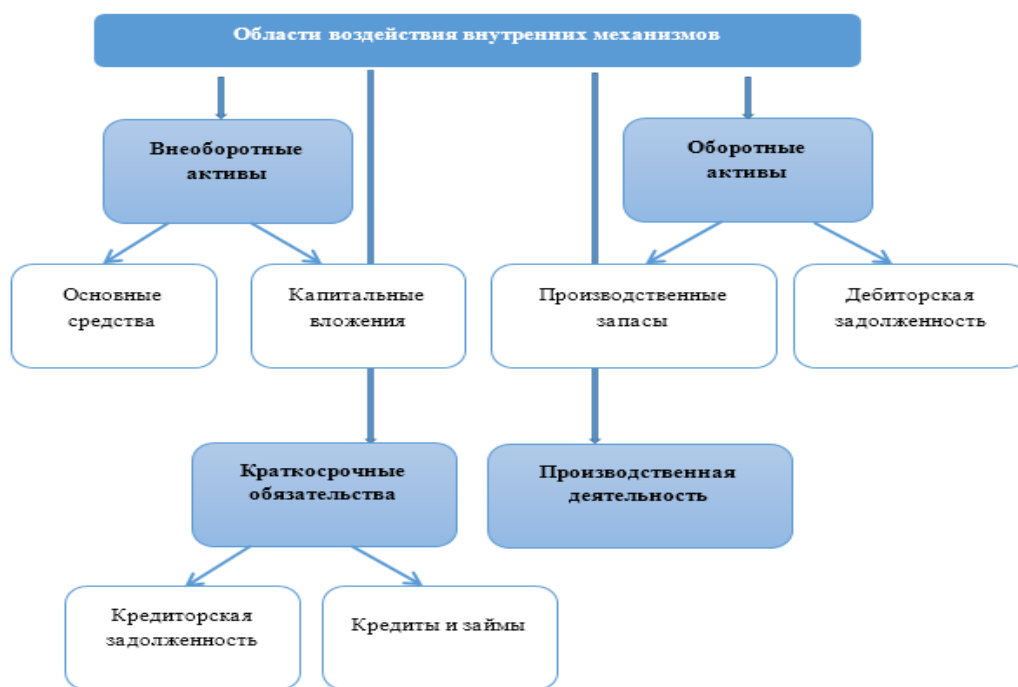 Области воздействия внутренних механизмов
Внеоборотные
активы
Оборотные
активы
Основные
средства
Капитальные
вложения
Производственные
запасы
Дебиторская
задолженность
Краткосрочные
обязательства
Производственная
деятельность
Кредиторская
задолженность
Кредиты и займы